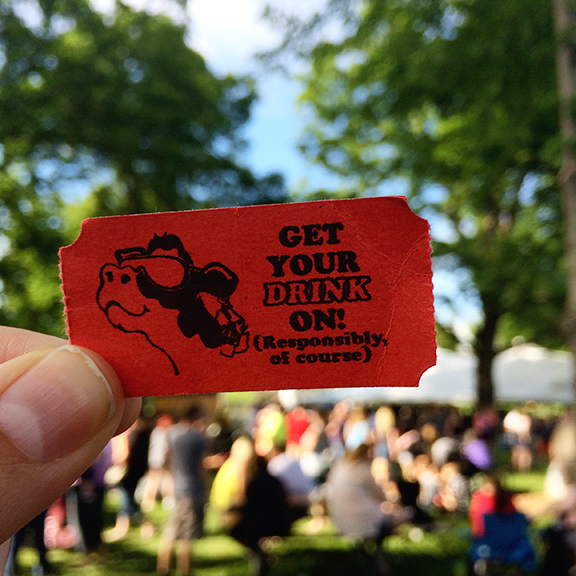 GET
YOUR
DRINK
ON!
(Responsibly,
of course)